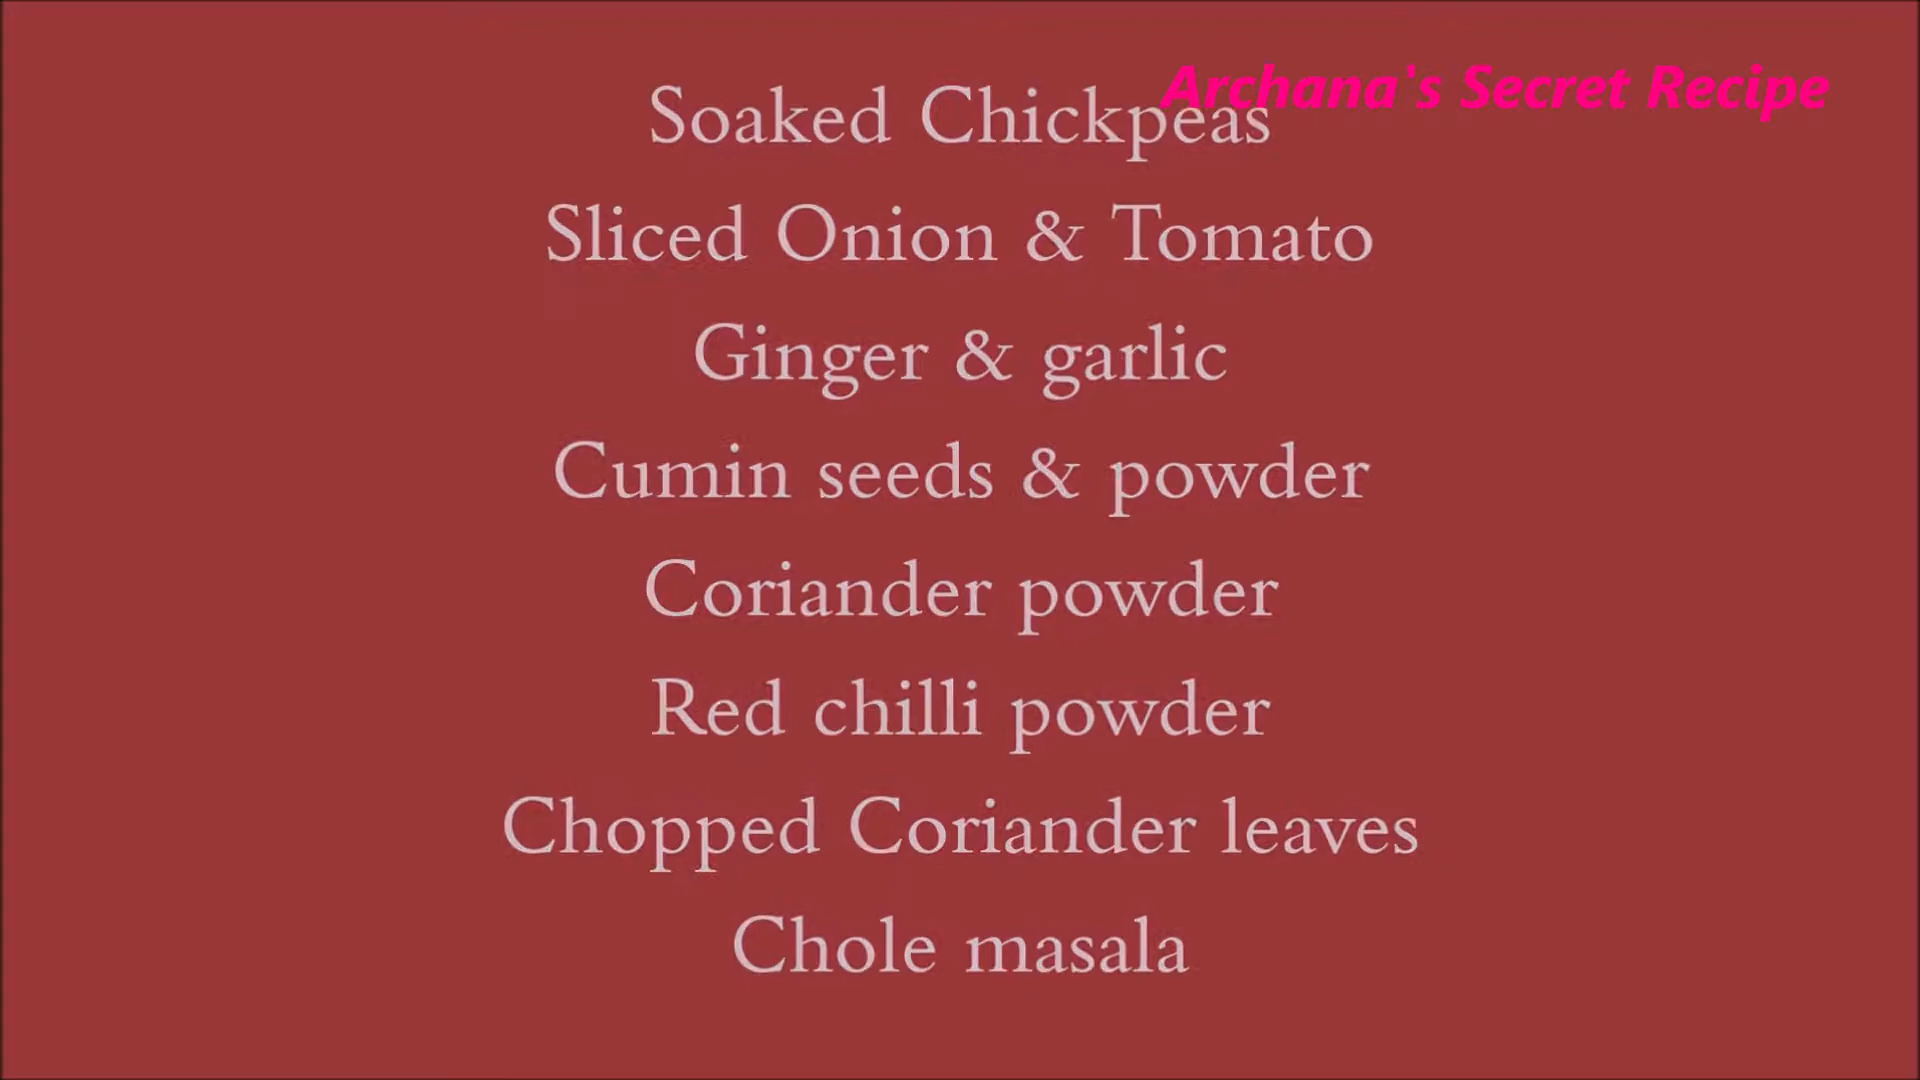 Archana's Secret Recipe
Soaked Chickpeas
Sliced Onion & Tomato
Ginger & garlic
Cumin seeds & powder
Coriander powder
Red chilli powder
Chopped Coriander leaves
Chole masala